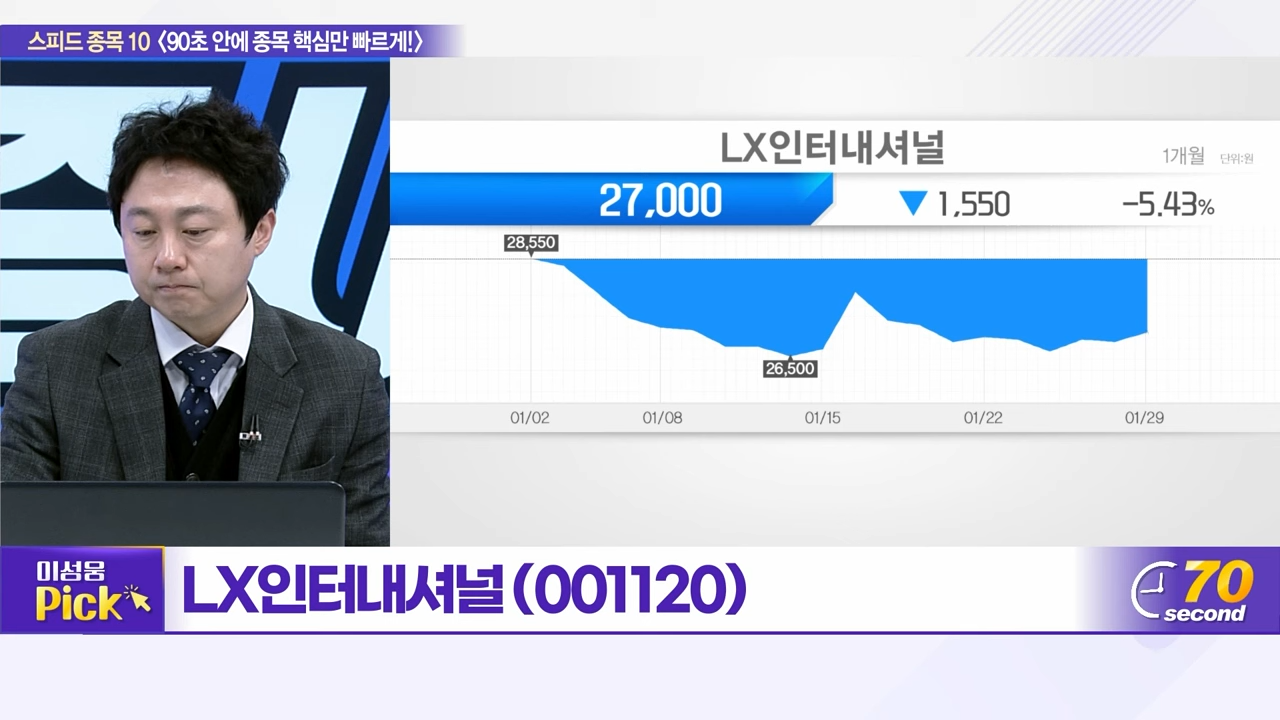 스피드 종목 10 〈90초 안에 종목 핵심만 빠르게!〉
LX인터내셔널
1개월 단위:원
27,000 ▼ 1,550 -5.43%
28,550
26,500
01/02 01/08 01/15 01/22 01/29
이성웅
Pick
LX인터내셔널 (001120)
70
second